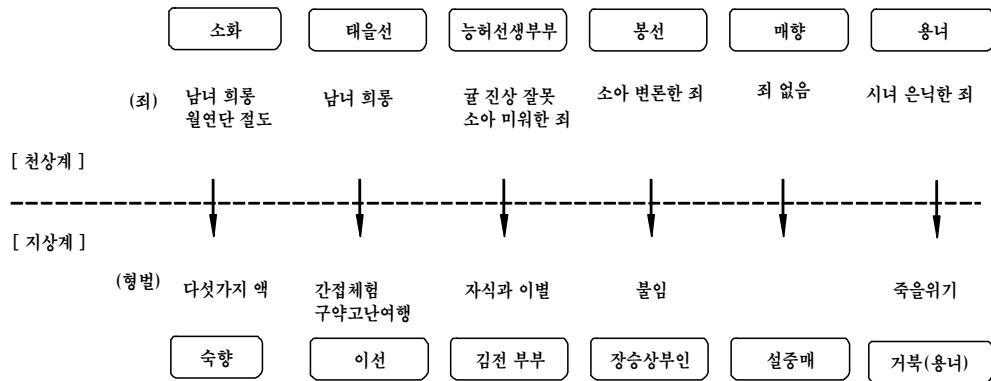 소화 태을선 능허선생부부 봉선 매향 용녀
(죄) 남녀 희롱 남녀 희롱 귤 진상 잘못 소아 변론한 죄 죄 없음 시녀 은닉한 죄
월연단 절도 소아 미워한 죄
[ 천상계 ]
[ 지상계 ]
(형벌) 다섯가지 액 간접체험 자식과 이별 불임 죽을위기
구약고난여행
숙향 이선 김전 부부 장승상부인 설중매 거북(용녀)